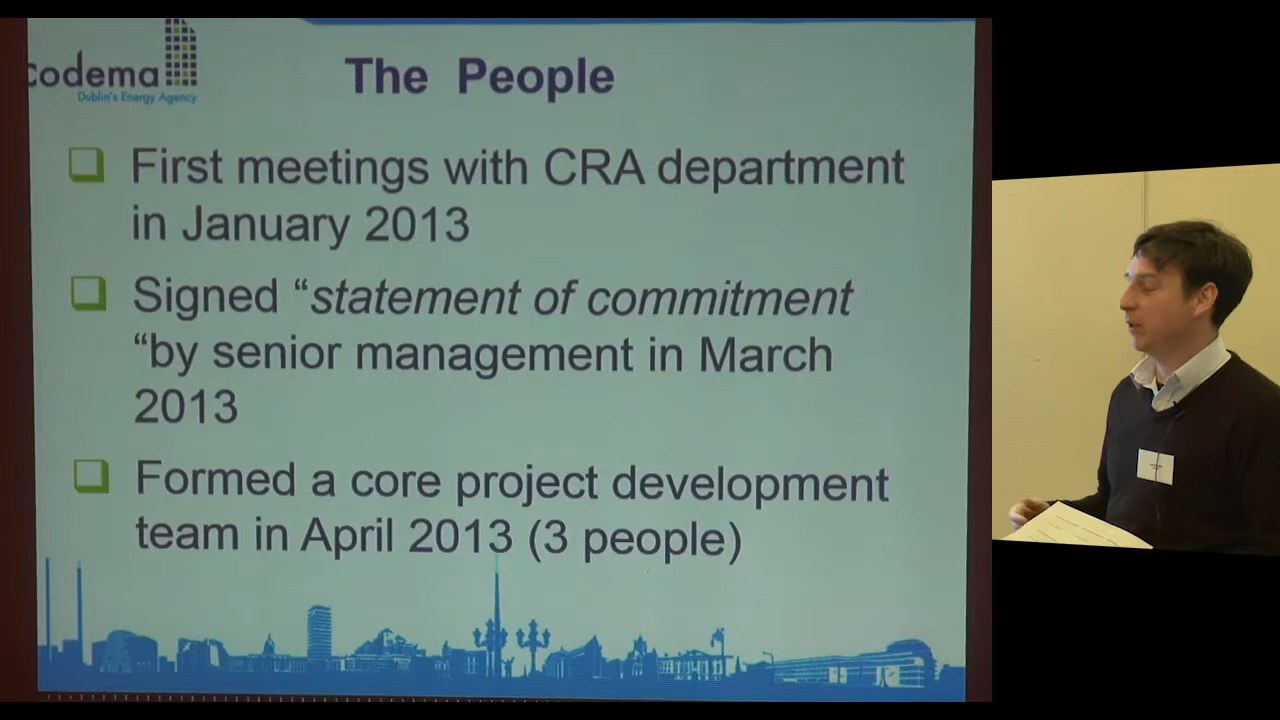 codema
Dublin's Energy Agency
The People
First meetings with CRA department
in January 2013
Signed “statement of commitment
“by senior management in March
2013
Formed a core project development
team in April 2013 (3 people)